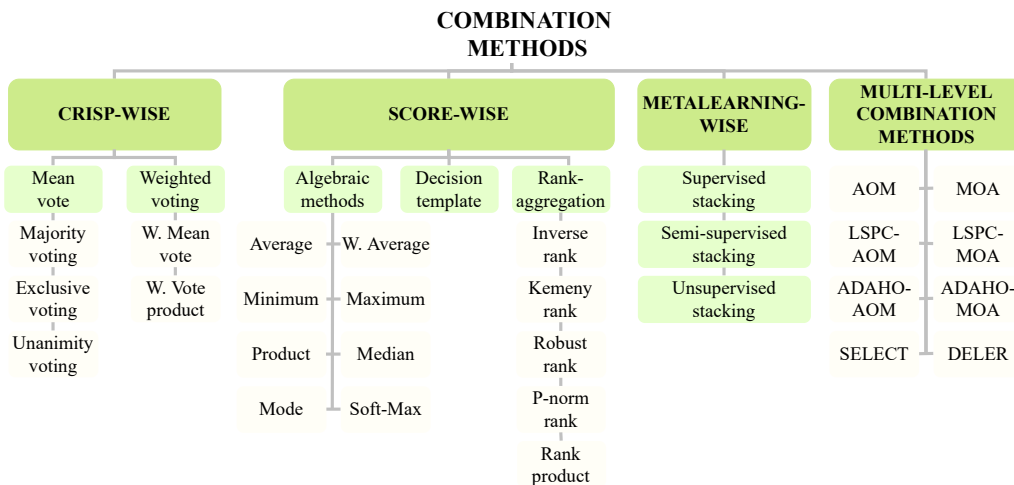 COMBINATION
METHODS
CRISP-WISE
SCORE-WISE
METALEARNING-
WISE
MULTI-LEVEL
COMBINATION
METHODS
Mean
vote
Weighted
voting
Algebraic
methods
Decision
template
Rank-
aggregation
Supervised
stacking
AOM
MOA
Majority
voting
W. Mean
vote
Average
W. Average
Inverse
rank
Semi-supervised
stacking
LSPC-
AOM
LSPC-
MOA
Exclusive
voting
W. Vote
product
Minimum
Maximum
Kemeny
rank
Unsupervised
stacking
ADAHO-
AOM
ADAHO-
MOA
Unanimity
voting
Product
Median
Robust
rank
SELECT
DELER
Mode
Soft-Max
P-norm
rank
Rank
product